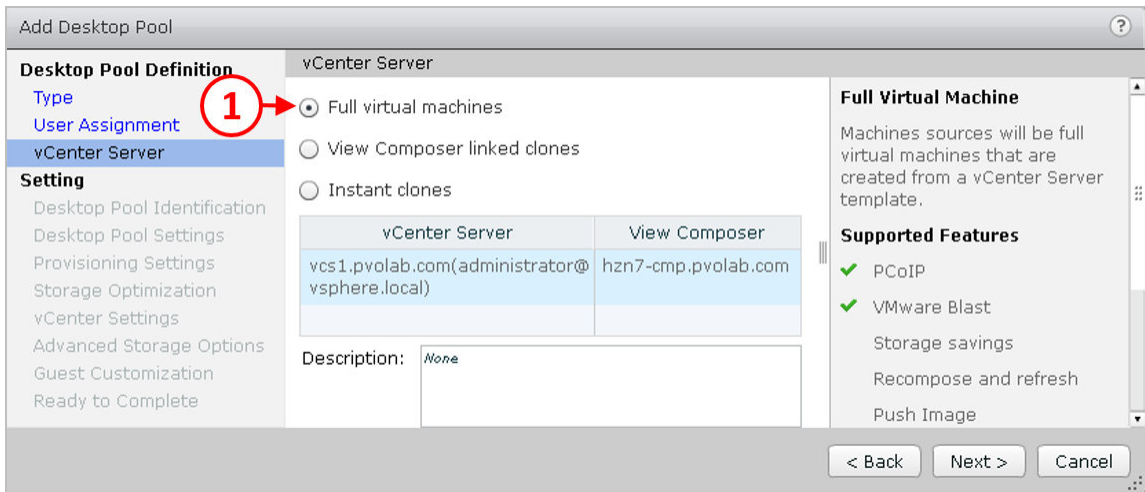 Add Desktop Pool
?
Desktop Pool Definition
Type
User Assignment
vCenter Server
Setting
Desktop Pool Identification
Desktop Pool Settings
Provisioning Settings
Storage Optimization
vCenter Settings
Advanced Storage Options
Guest Customization
Ready to Complete
vCenter Server
1
Full virtual machines
View Composer linked clones
Instant clones
vCenter Server View Composer
vcs1.pvolab.com(administrator@ hzn7-cmp.pvolab.com
vsphere.local)
Description: None
Full Virtual Machine
Machines sources will be full
virtual machines that are
created from a vCenter Server
template.
Supported Features
PCoIP
VMware Blast
Storage savings
Recompose and refresh
Push Image
< Back Next > Cancel